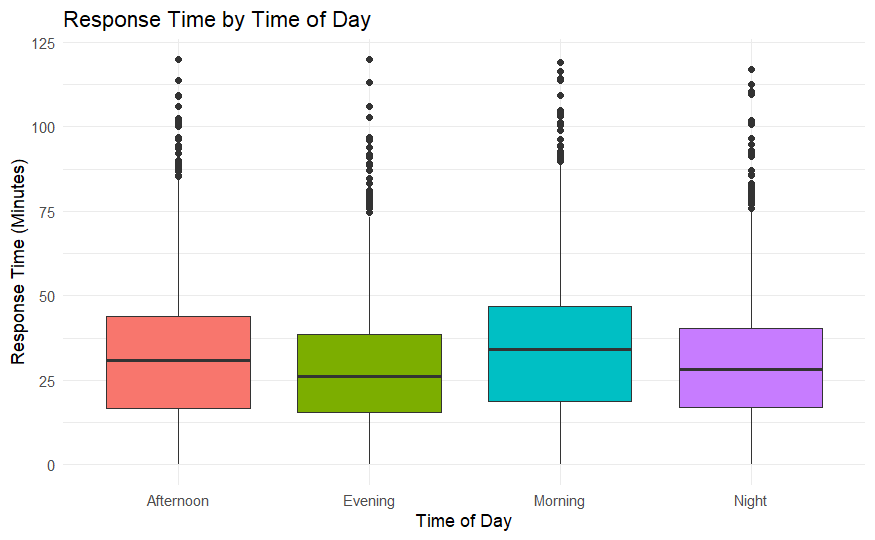 Response Time by Time of Day
Response Time (Minutes)
125
100
75
50
25
0
Afternoon Evening Morning Night
Time of Day